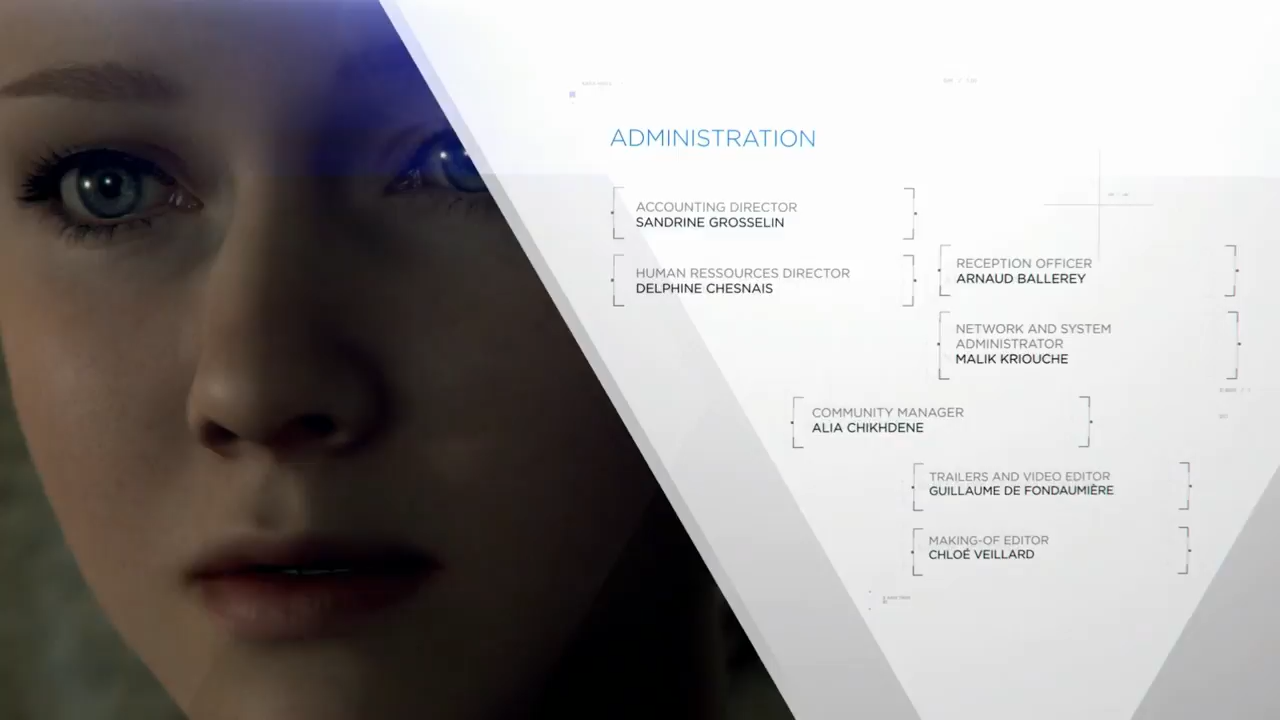 ADMINISTRATION
ACCOUNTING DIRECTOR
SANDRINE GROSSELIN
HUMAN RESSOURCES DIRECTOR
DELPHINE CHESNAIS
RECEPTION OFFICER
ARNAUD BALLEREY
NETWORK AND SYSTEM
ADMINISTRATOR
MALIK KRIOUCHE
COMMUNITY MANAGER
ALIA CHIKHDENE
TRAILERS AND VIDEO EDITOR
GUILLAUME DE FONDAUMIÈRE
MAKING-OF EDITOR
CHLOÉ VEILLARD